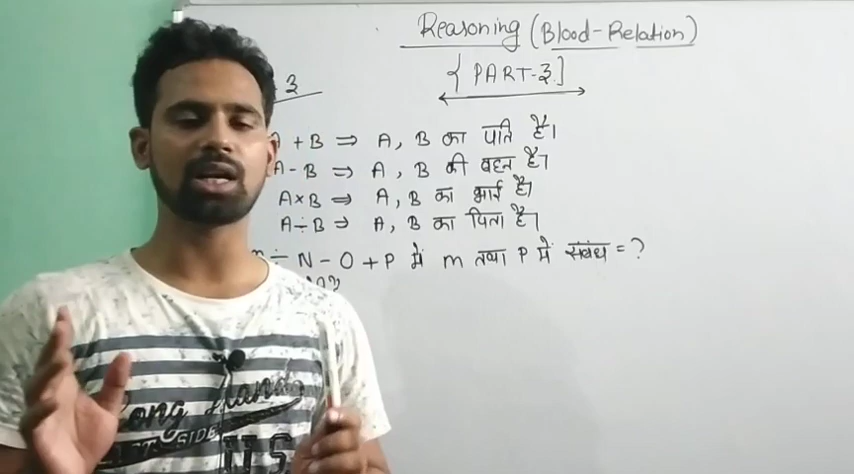 Reasoning (Blood-Relation)
{ PART-3 ]
3
A + B ⇒ A, B का पति है।
A - B ⇒ A, B की बहन है।
A × B ⇒ A, B का भाई है।
A ÷ B ⇒ A, B का पिता है।
÷ N - O + P में m तथा P में संबंध = ?